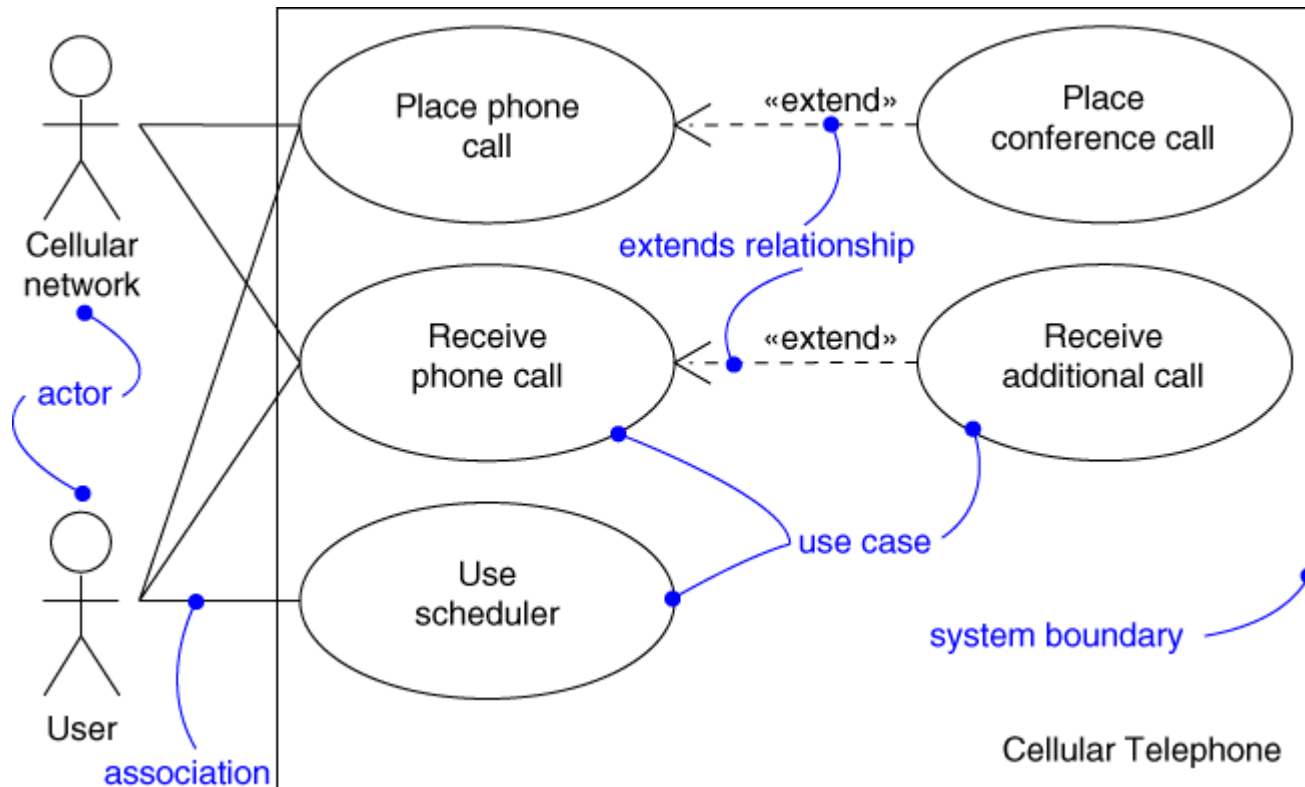 Place phone
call
«extend»
Place
conference call
Cellular
network
extends relationship
Receive
phone call
«extend»
Receive
additional call
actor
Use
scheduler
use case
system boundary
User
association
Cellular Telephone